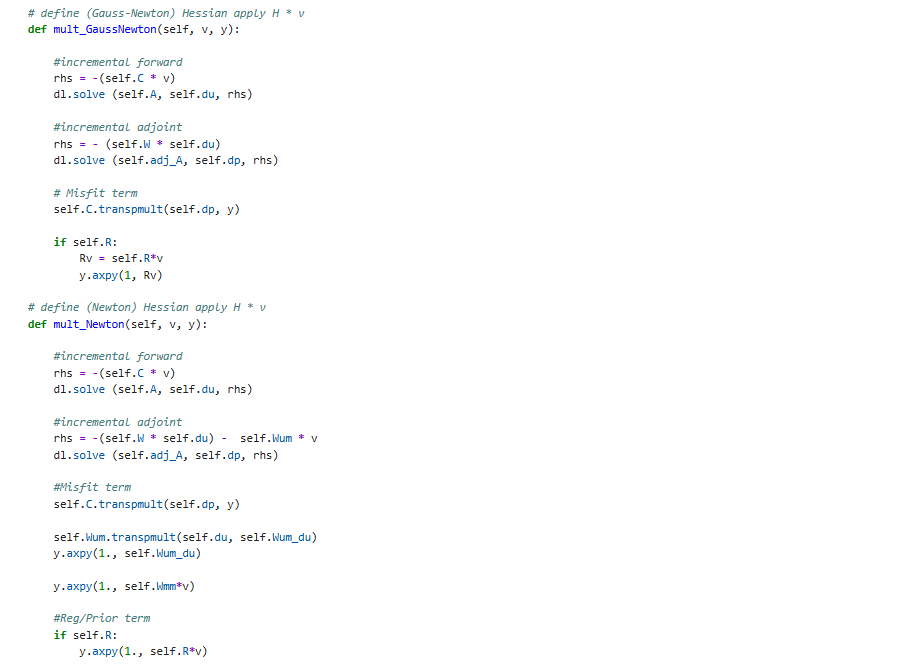 # define (Gauss-Newton) Hessian apply H * v
def mult_GaussNewton(self, v, y):
#incremental forward
rhs = -(self.C * v)
dl.solve (self.A, self.du, rhs)
#incremental adjoint
rhs = - (self.W * self.du)
dl.solve (self.adj_A, self.dp, rhs)
# Misfit term
self.C.transpmult(self.dp, y)
if self.R:
Rv = self.R*v
y.axpy(1, Rv)
# define (Newton) Hessian apply H * v
def mult_Newton(self, v, y):
#incremental forward
rhs = -(self.C * v)
dl.solve (self.A, self.du, rhs)
#incremental adjoint
rhs = -(self.W * self.du) -  self.Wum * v
dl.solve (self.adj_A, self.dp, rhs)
#Misfit term
self.C.transpmult(self.dp, y)
self.Wum.transpmult(self.du, self.Wum_du)
y.axpy(1., self.Wum_du)
y.axpy(1., self.Wmm*v)
#Reg/Prior term
if self.R:
y.axpy(1., self.R*v)